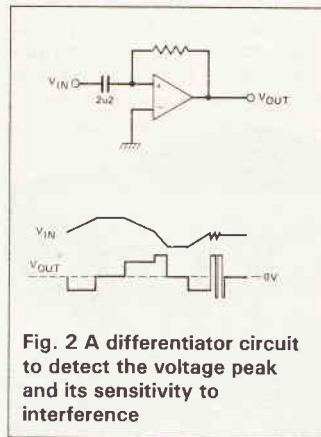 VIN
2u2
+
−
VOUT
VIN
VOUT
0V
Fig. 2 A differentiator circuit
to detect the voltage peak
and its sensitivity to
interference